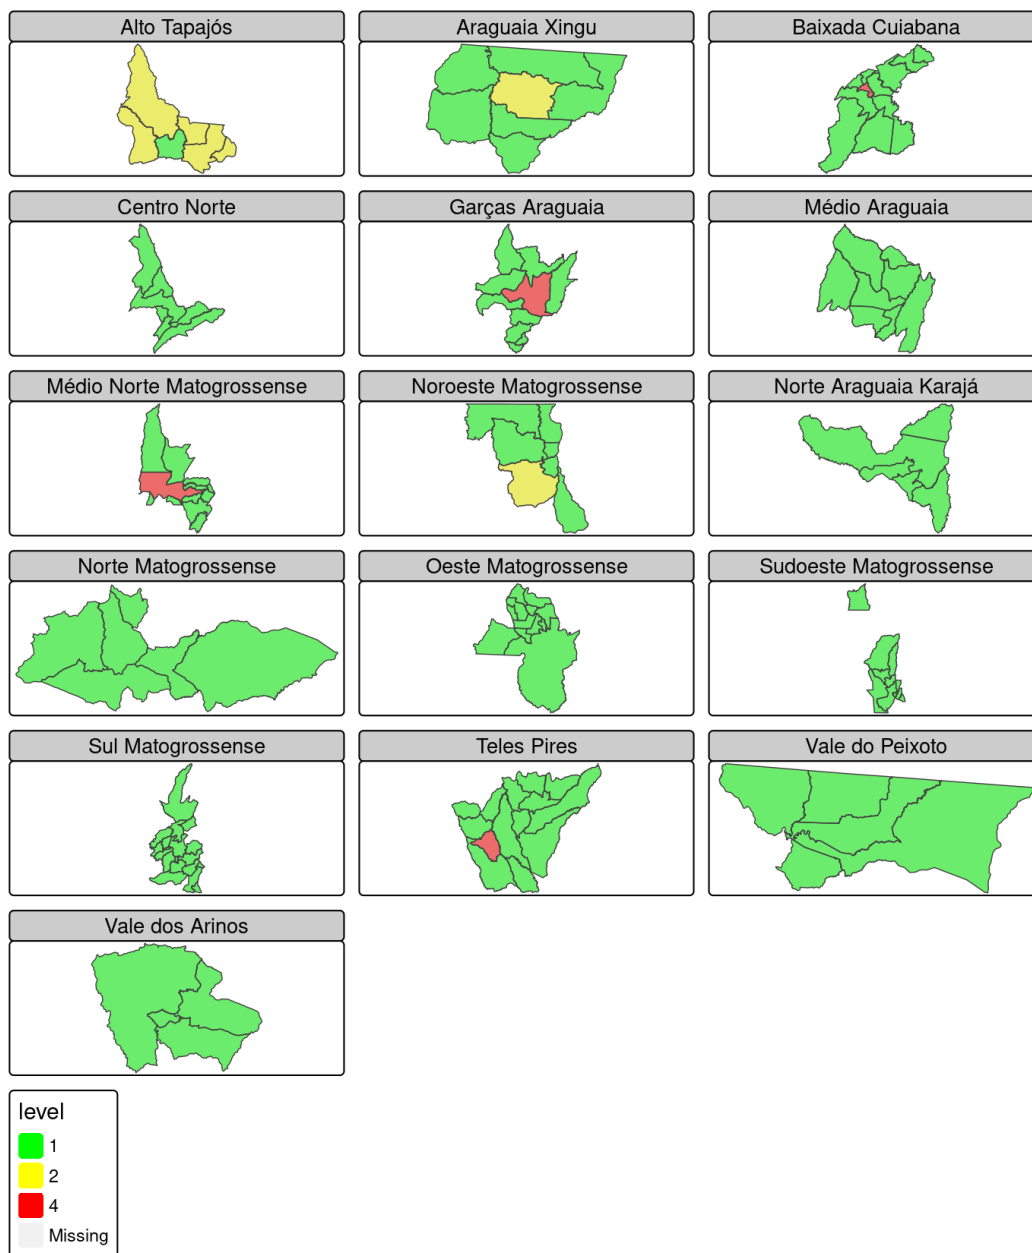 Alto Tapajós
Araguaia Xingu
Baixada Cuiabana
Centro Norte
Garças Araguaia
Médio Araguaia
Médio Norte Matogrossense
Noroeste Matogrossense
Norte Araguaia Karajá
Norte Matogrossense
Oeste Matogrossense
Sudoeste Matogrossense
Sul Matogrossense
Teles Pires
Vale do Peixoto
Vale dos Arinos
level
1
2
4
Missing